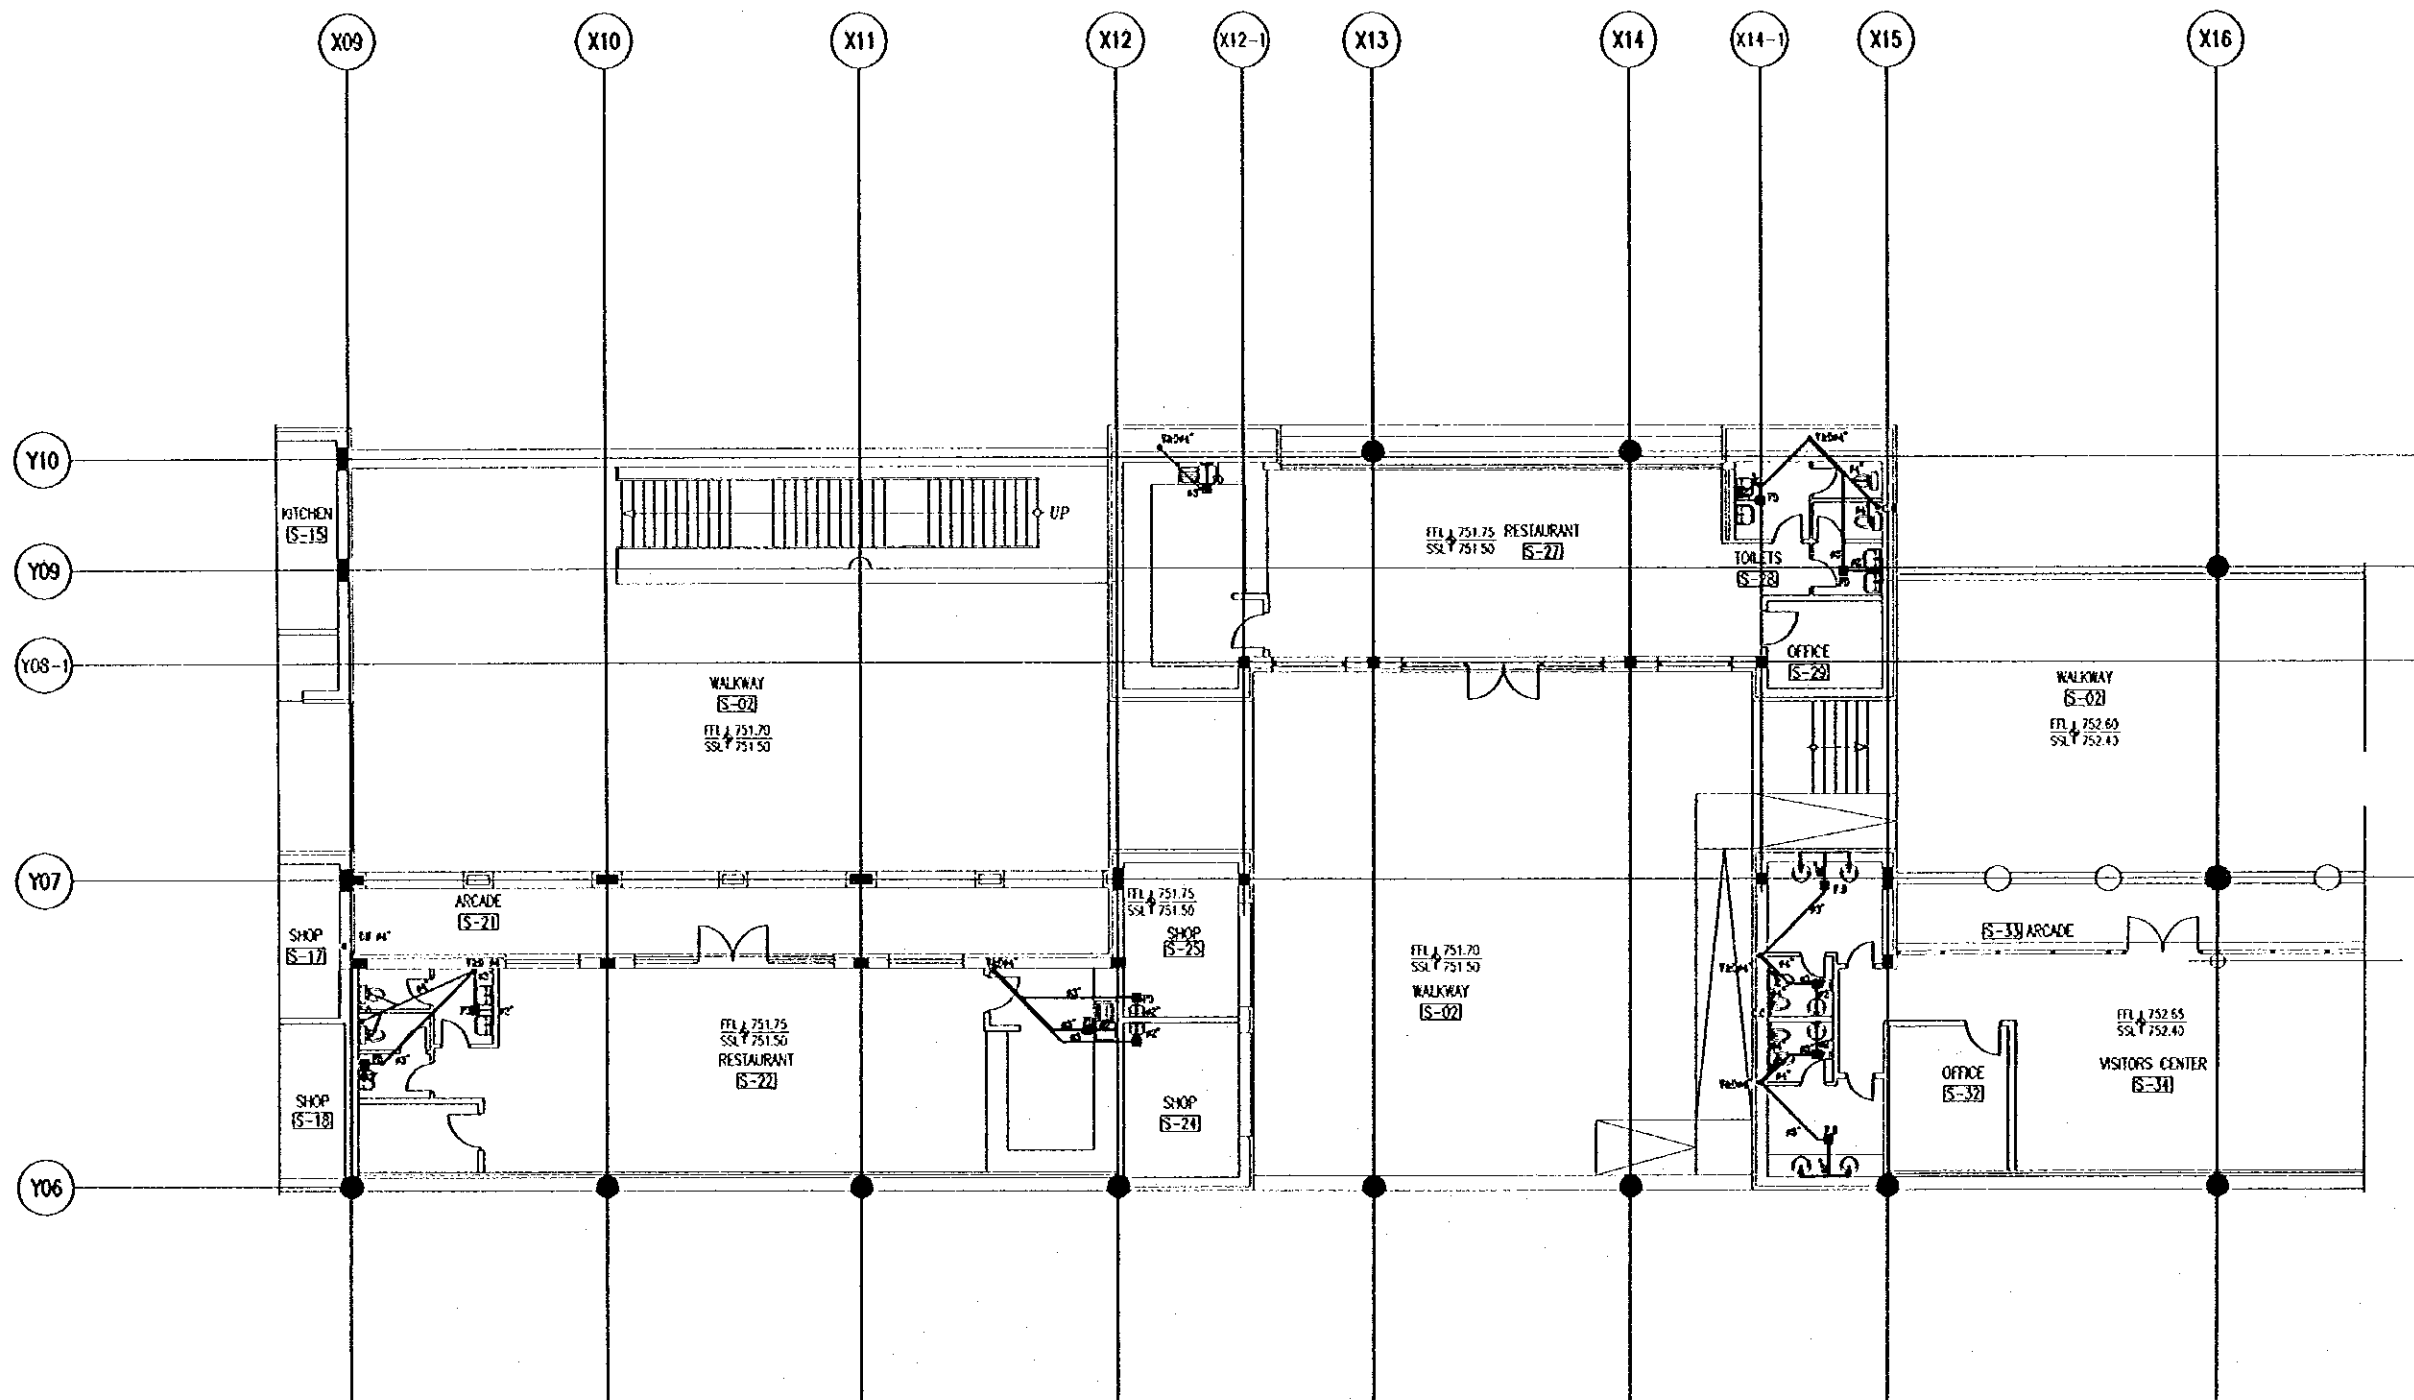 X09
X10
X11
X12
X12-1
X13
X14
X14-1
X15
X16
Y10
KITCHEN
S-15
UP
FFL 751.75
SSL 751.50
RESTAURANT
S-27
Y09
TOILETS
S-28
Y08-1
OFFICE
S-29
WALKWAY
S-02
FFL 751.70
SSL 751.50
WALKWAY
S-02
FFL 752.60
SSL 752.40
Y07
ARCADE
S-21
FFL 751.75
SSL 751.50
SHOP
S-25
SHOP
S-17
S-33 ARCADE
FFL 751.70
SSL 751.50
WALKWAY
S-02
FFL 751.75
SSL 751.50
RESTAURANT
S-22
FFL 752.65
SSL 752.40
VISITORS CENTER
S-34
OFFICE
S-32
SHOP
S-18
SHOP
S-24
Y06